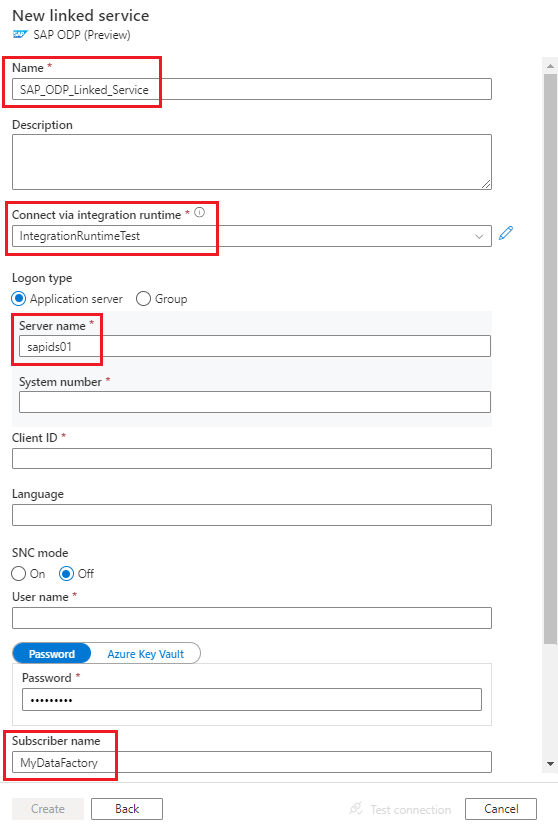 New linked service
SAP SAP ODP (Preview)
Name *
SAP_ODP_Linked_Service
Description
Connect via integration runtime *
IntegrationRuntimeTest
Logon type
Application server Group
Server name *
sapids01
System number *
Client ID *
Language
SNC mode
On Off
User name *
Password Azure Key Vault
Password *
•••••••••
Subscriber name
MyDataFactory
Create Back Test connection Cancel